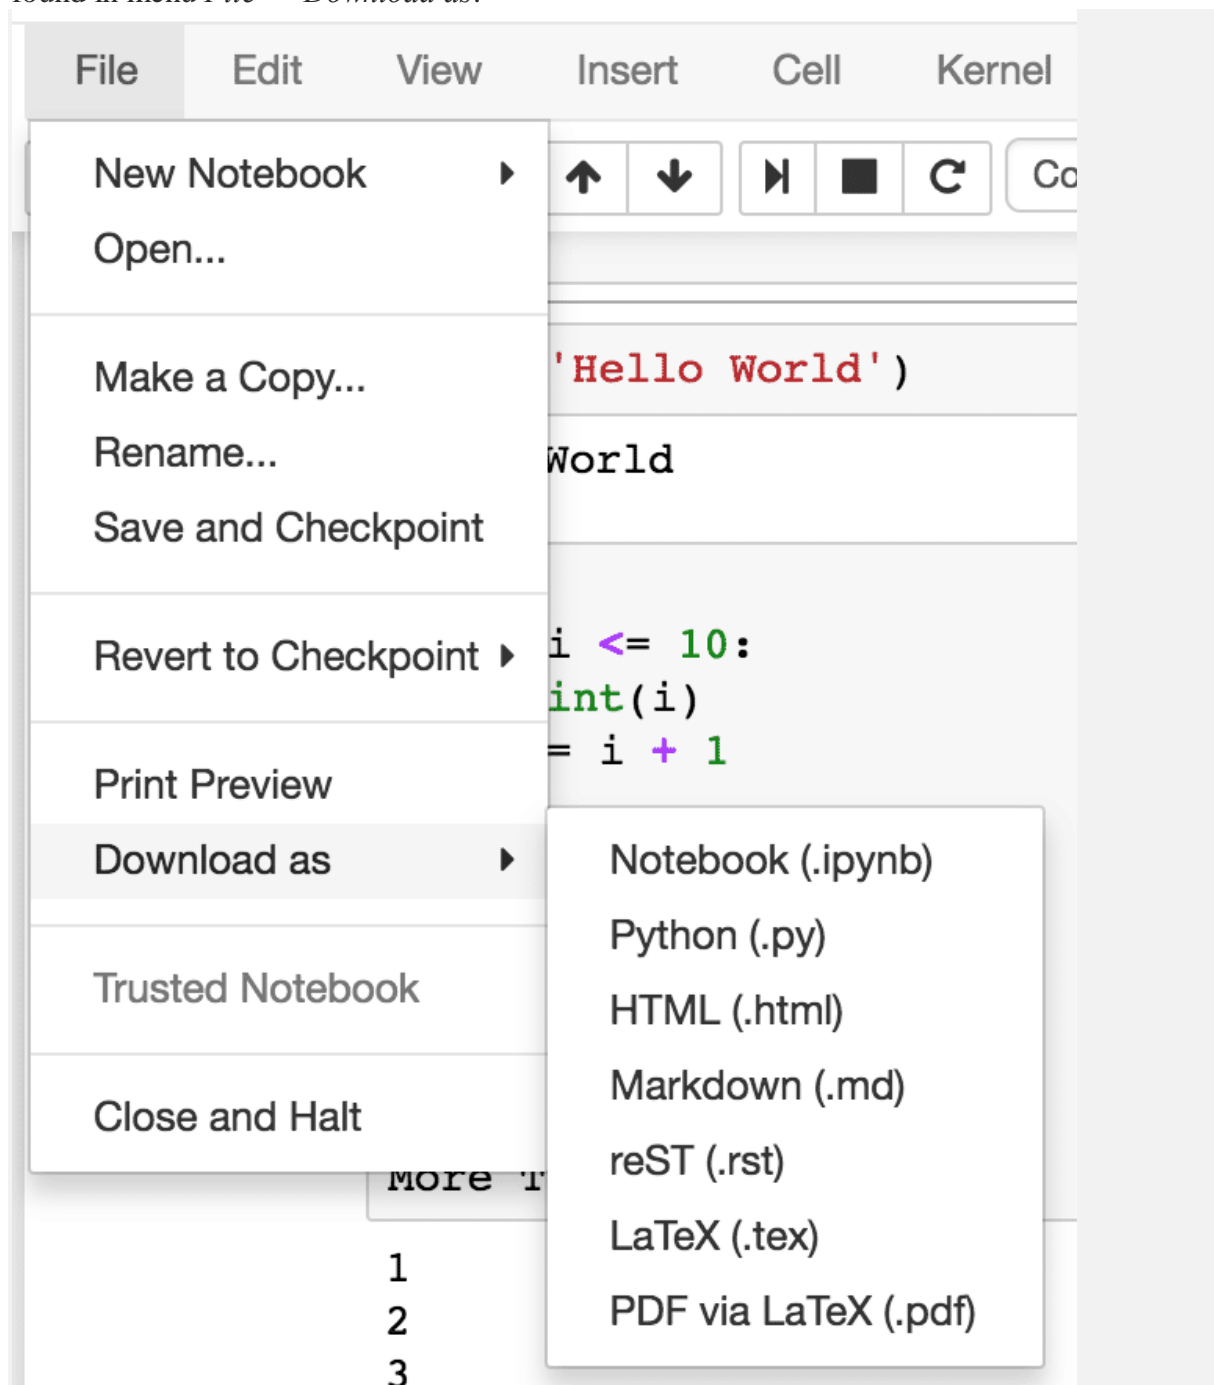 File Edit View Insert Cell Kernel
New Notebook
Open...
Make a Copy...
Rename...
Save and Checkpoint
Revert to Checkpoint
Print Preview
Download as
Trusted Notebook
Close and Halt
Notebook (.ipynb)
Python (.py)
HTML (.html)
Markdown (.md)
reST (.rst)
LaTeX (.tex)
PDF via LaTeX (.pdf)
Co
'Hello World')
World
i <= 10:
int(i)
= i + 1
More T
1
2
3